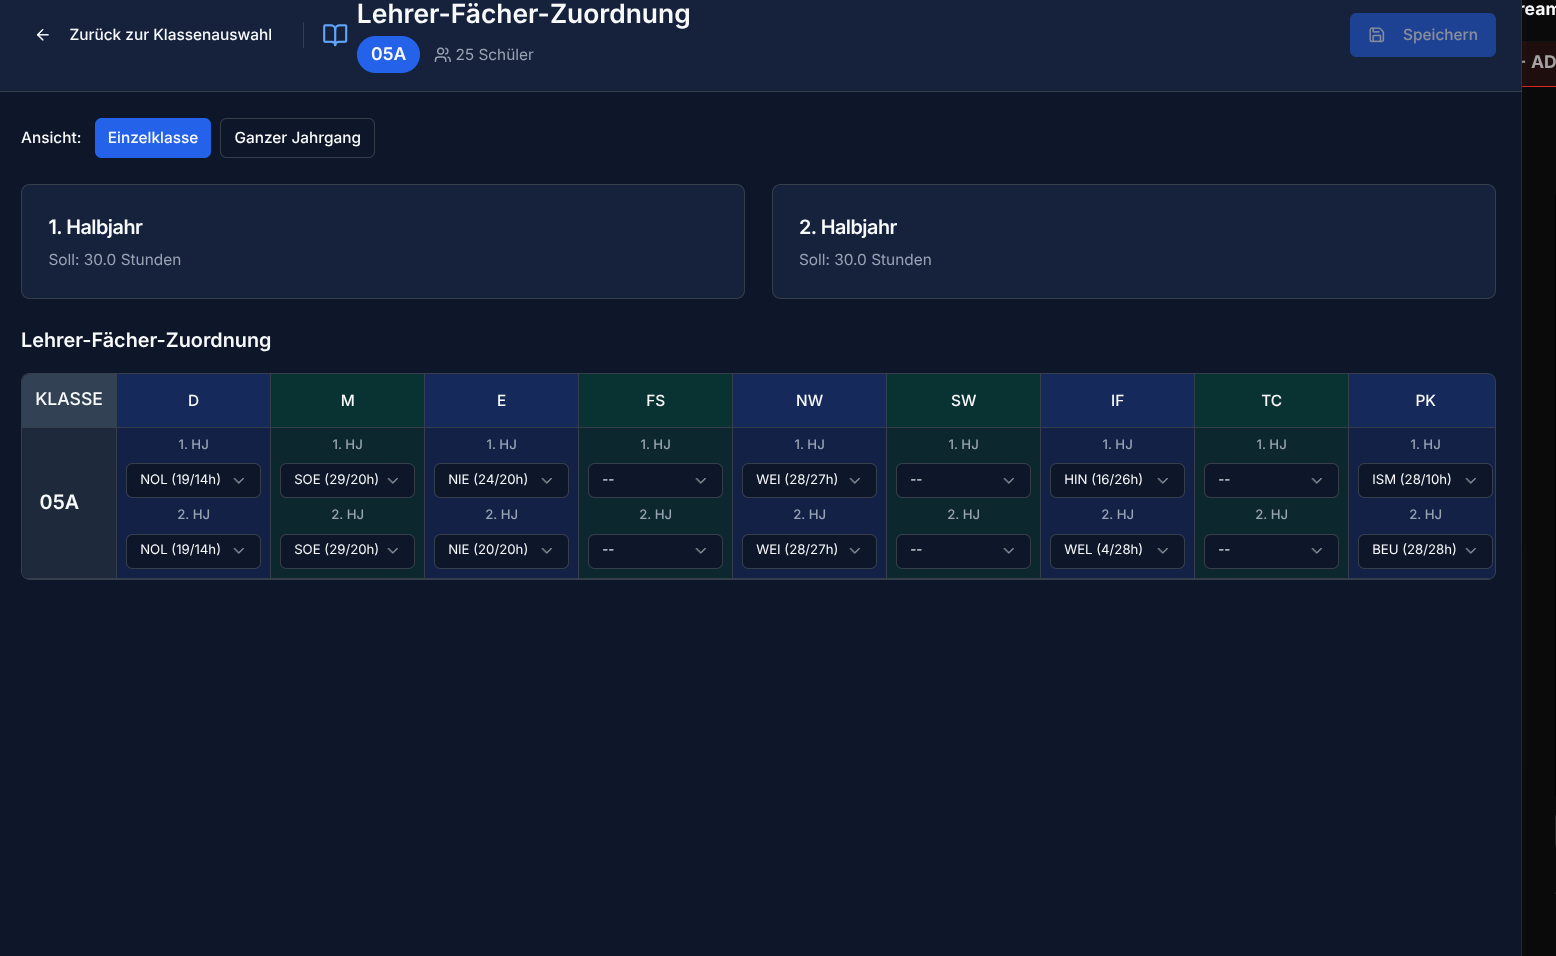 Zurück zur Klassenauswahl
Lehrer-Fächer-Zuordnung
05A
25 Schüler
Speichern
- AD
Ansicht:
Einzelklasse
Ganzer Jahrgang
1. Halbjahr
Soll: 30.0 Stunden
2. Halbjahr
Soll: 30.0 Stunden
Lehrer-Fächer-Zuordnung
KLASSE D M E FS NW SW IF TC PK
1. HJ 1. HJ 1. HJ 1. HJ 1. HJ 1. HJ 1. HJ 1. HJ 1. HJ
NOL (19/14h) SOE (29/20h) NIE (24/20h) -- WEI (28/27h) -- HIN (16/26h) -- ISM (28/10h)
05A
2. HJ 2. HJ 2. HJ 2. HJ 2. HJ 2. HJ 2. HJ 2. HJ 2. HJ
NOL (19/14h) SOE (29/20h) NIE (20/20h) -- WEI (28/27h) -- WEL (4/28h) -- BEU (28/28h)